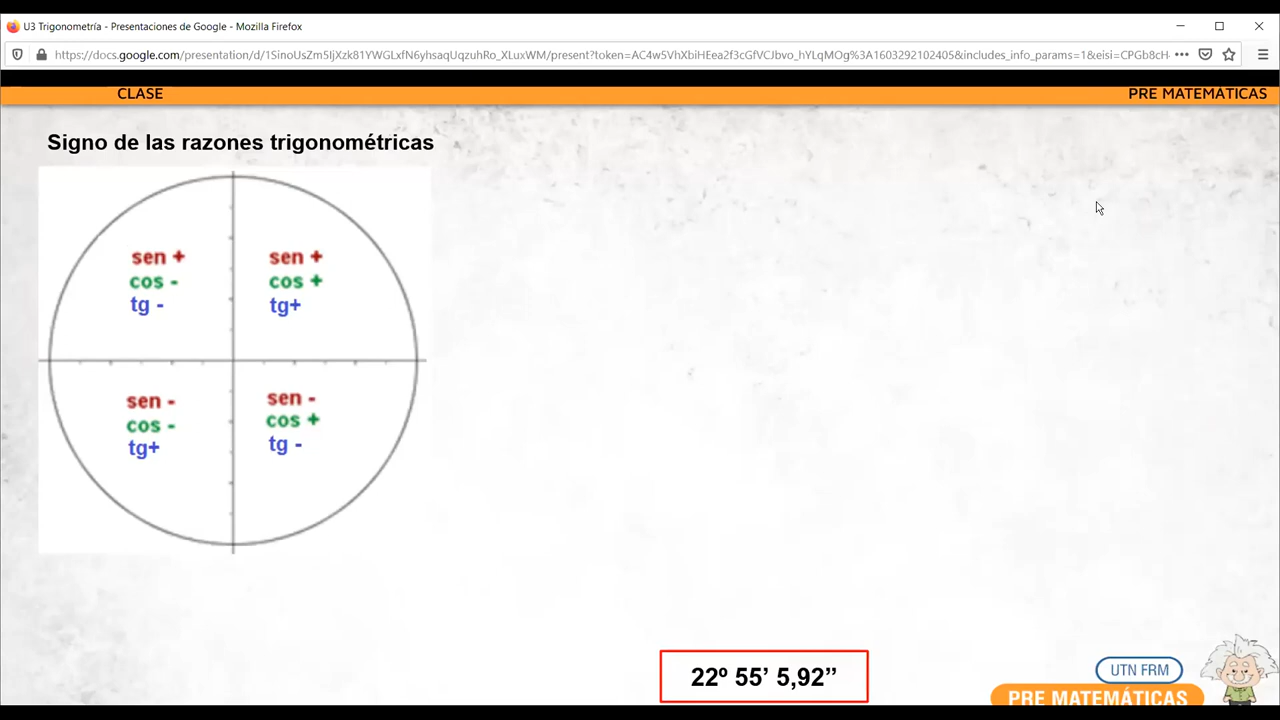 U3 Trigonometría - Presentaciones de Google - Mozilla Firefox
https://docs.google.com/presentation/d/1SinoUsZm5IjXzk81YWGLxfN6yhsaqUqzuhRo_XLuxWM/present?token=AC4w5VhXbiHEea2f3cGfVCJbvo_hYLqMOg%3A1603292102405&includes_info_params=1&eisi=CPGb8cH-
CLASE PRE MATEMATICAS
Signo de las razones trigonométricas
sen + sen +
cos - cos +
tg - tg+
sen - sen -
cos - cos +
tg+ tg -
22º 55’ 5,92’’
UTN FRM
PRE MATEMÁTICAS